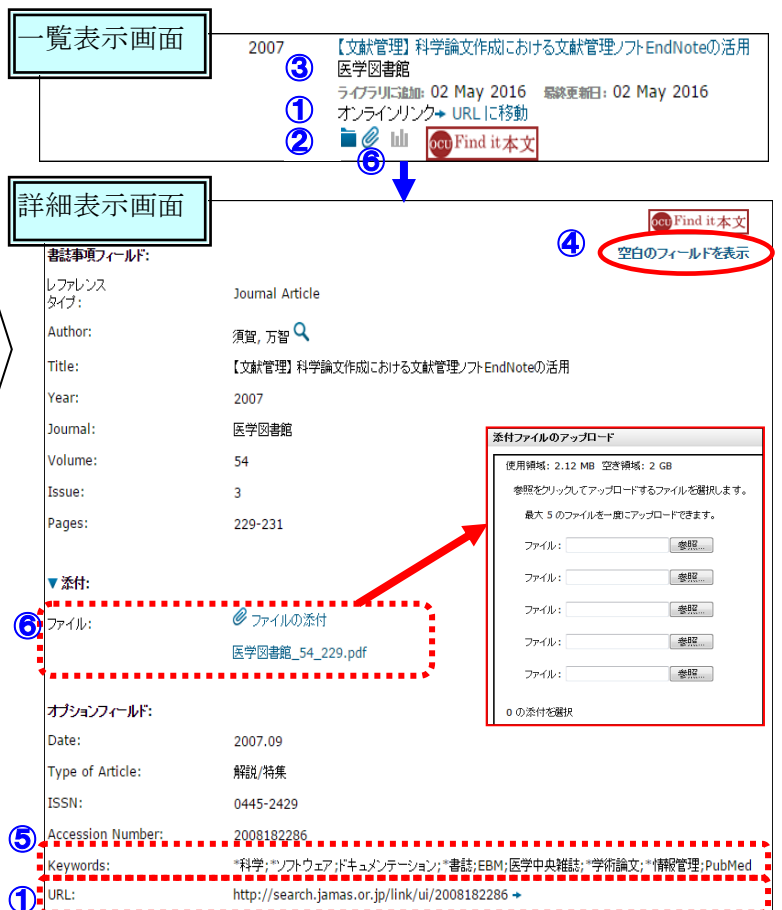 一覧表示画面
2007 【文献管理】科学論文作成における文献管理ソフトEndNoteの活用
③ 医学図書館
ライブラリに追加: 02 May 2016 最終更新日: 02 May 2016
① オンラインリンク→ URL に移動
② ocu Find it本文
⑥
詳細表示画面
ocu Find it本文
④ 空白のフィールドを表示
書誌事項フィールド:
レファレンス
タイプ: Journal Article
Author: 須賀, 万智
Title: 【文献管理】科学論文作成における文献管理ソフトEndNoteの活用
Year: 2007
Journal: 医学図書館
Volume: 54
Issue: 3
Pages: 229-231
▼添付:
⑥ ファイル: ファイルの添付
医学図書館_54_229.pdf
添付ファイルのアップロード
使用領域: 2.12 MB 空き領域: 2 GB
参照をクリックしてアップロードするファイルを選択します。
最大 5 のファイルを一度にアップロードできます。
ファイル: 参照...
ファイル: 参照...
ファイル: 参照...
ファイル: 参照...
ファイル: 参照...
0 の添付を選択
オプションフィールド:
Date: 2007.09
Type of Article: 解説/特集
ISSN: 0445-2429
Accession Number: 2008182286
⑤ Keywords: *科学;*ソフトウェア;ドキュメンテーション;*書誌;EBM;医学中央雑誌;*学術論文;*情報管理;PubMed
① URL: http://search.jamas.or.jp/link/ui/2008182286 →